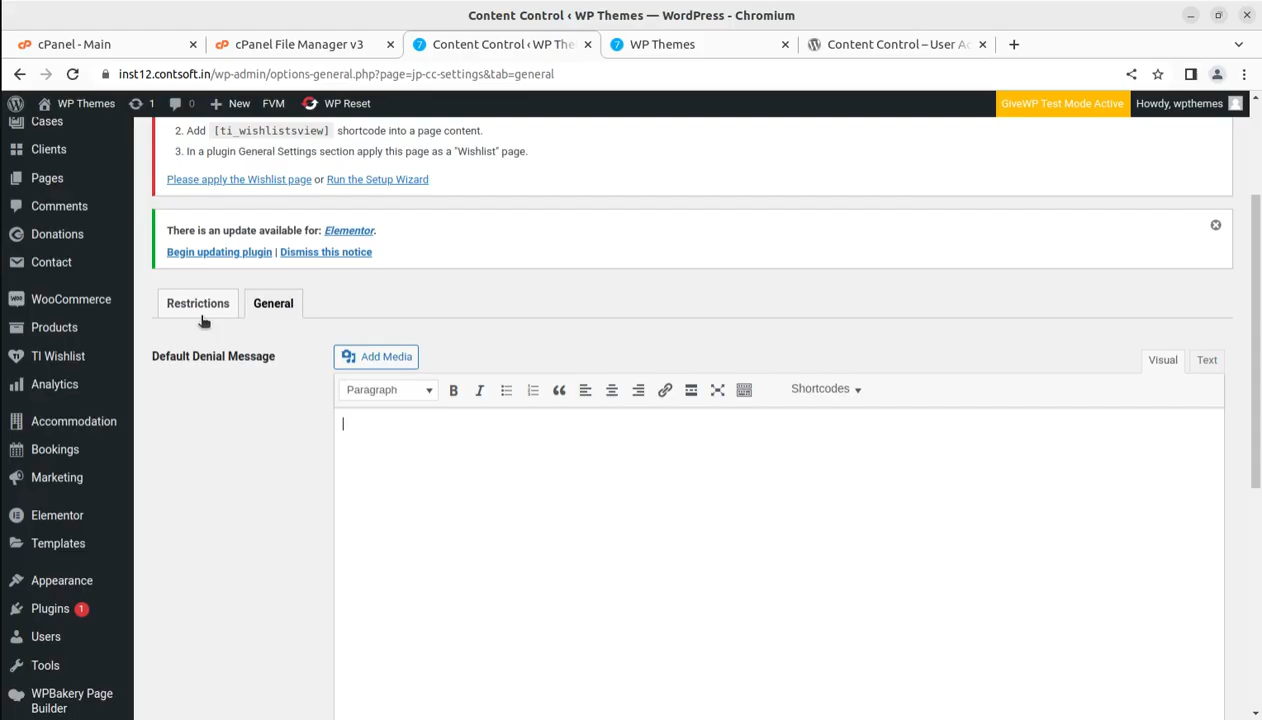 Content Control ‹ WP Themes — WordPress - Chromium
cPanel - Main
cPanel File Manager v3
Content Control ‹ WP The
WP Themes
Content Control – User Ac
inst12.contsoft.in/wp-admin/options-general.php?page=jp-cc-settings&tab=general
WP Themes
1
0
New
FVM
WP Reset
GiveWP Test Mode Active
Howdy, wpthemes
Cases
Clients
Pages
Comments
Donations
Contact
WooCommerce
Products
TI Wishlist
Analytics
Accommodation
Bookings
Marketing
Elementor
Templates
Appearance
Plugins 1
Users
Tools
WPBakery Page
Builder
2. Add [ti_wishlistsview] shortcode into a page content.
3. In a plugin General Settings section apply this page as a "Wishlist" page.
Please apply the Wishlist page or Run the Setup Wizard
There is an update available for: Elementor.
Begin updating plugin | Dismiss this notice
Restrictions
General
Default Denial Message
Add Media
Visual
Text
Paragraph
B I
Shortcodes